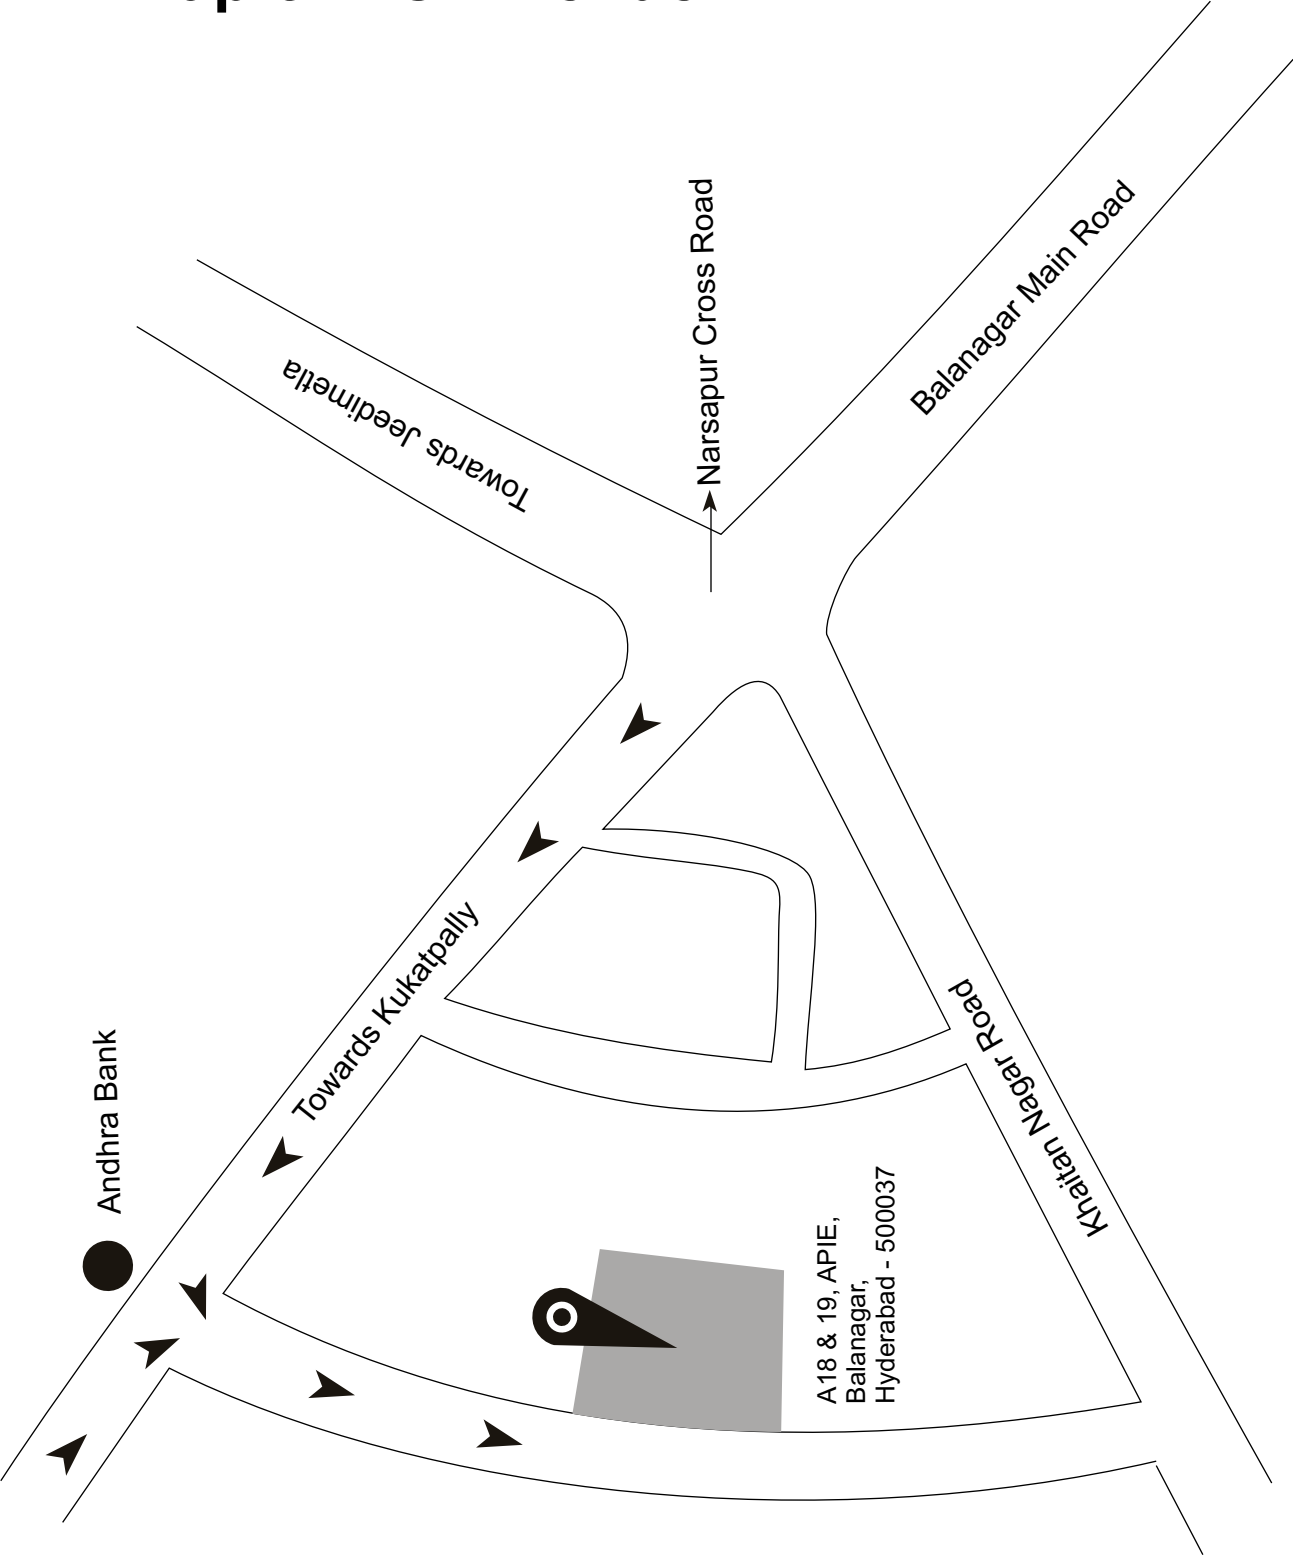 Narsapur Cross Road
Balanagar Main Road
Towards Jeedimetla
Towards Kukatpally
Khaitan Nagar Road
Andhra Bank
A18 & 19, APIE,
Balanagar,
Hyderabad - 500037